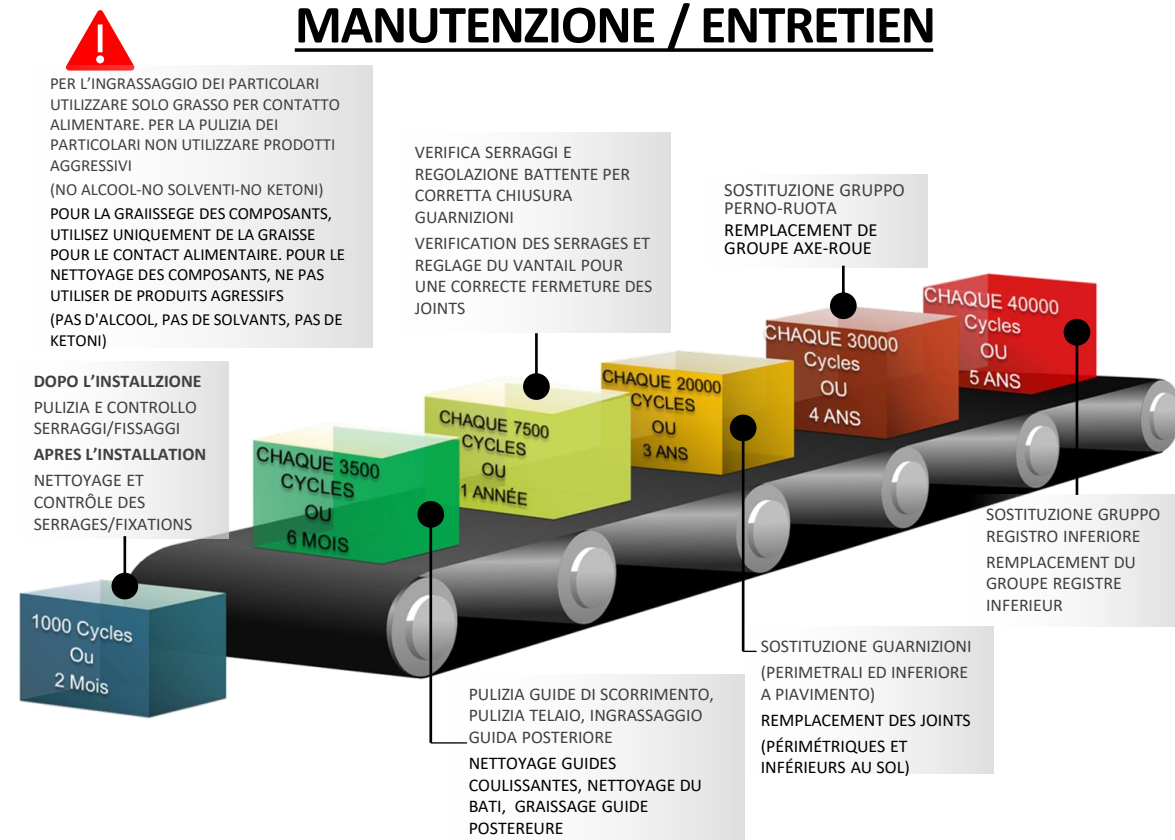 MANUTENZIONE / ENTRETIEN
PER L'INGRASSAGGIO DEI PARTICOLARI
UTILIZZARE SOLO GRASSO PER CONTATTO
ALIMENTARE. PER LA PULIZIA DEI
PARTICOLARI NON UTILIZZARE PRODOTTI
AGGRESSIVI
(NO ALCOOL-NO SOLVENTI-NO KETONI)
POUR LA GRAIISSEGE DES COMPOSANTS,
UTILISEZ UNIQUEMENT DE LA GRAISSE
POUR LE CONTACT ALIMENTAIRE. POUR LE
NETTOYAGE DES COMPOSANTS, NE PAS
UTILISER DE PRODUITS AGRESSIFS
(PAS D'ALCOOL, PAS DE SOLVANTS, PAS DE
KETONI)
DOPO L'INSTALLZIONE
PULIZIA E CONTROLLO
SERRAGGI/FISSAGGI
APRES L'INSTALLATION
NETTOYAGE ET
CONTRÔLE DES
SERRAGES/FIXATIONS
1000 Cycles
Ou
2 Mois
CHAQUE 3500
CYCLES
OU
6 MOIS
PULIZIA GUIDE DI SCORRIMENTO,
PULIZIA TELAIO, INGRASSAGGIO
GUIDA POSTERIORE
NETTOYAGE GUIDES
COULISSANTES, NETTOYAGE DU
BATI, GRAISSAGE GUIDE
POSTEREURE
VERIFICA SERRAGGI E
REGOLAZIONE BATTENTE PER
CORRETTA CHIUSURA
GUARNIZIONI
VERIFICATION DES SERRAGES ET
REGLAGE DU VANTAIL POUR
UNE CORRECTE FERMETURE DES
JOINTS
CHAQUE 7500
CYCLES
OU
1 ANNÉE
CHAQUE 20000
CYCLES
OU
3 ANS
SOSTITUZIONE GUARNIZIONI
(PERIMETRALI ED INFERIORE
A PIAVIMENTO)
REMPLACEMENT DES JOINTS
(PÉRIMÉTRIQUES ET
INFÉRIEURS AU SOL)
SOSTITUZIONE GRUPPO
PERNO-RUOTA
REMPLACEMENT DE
GROUPE AXE-ROUE
CHAQUE 30000
Cycles
OU
4 ANS
CHAQUE 40000
Cycles
OU
5 ANS
SOSTITUZIONE GRUPPO
REGISTRO INFERIORE
REMPLACEMENT DU
GROUPE REGISTRE
INFERIEUR